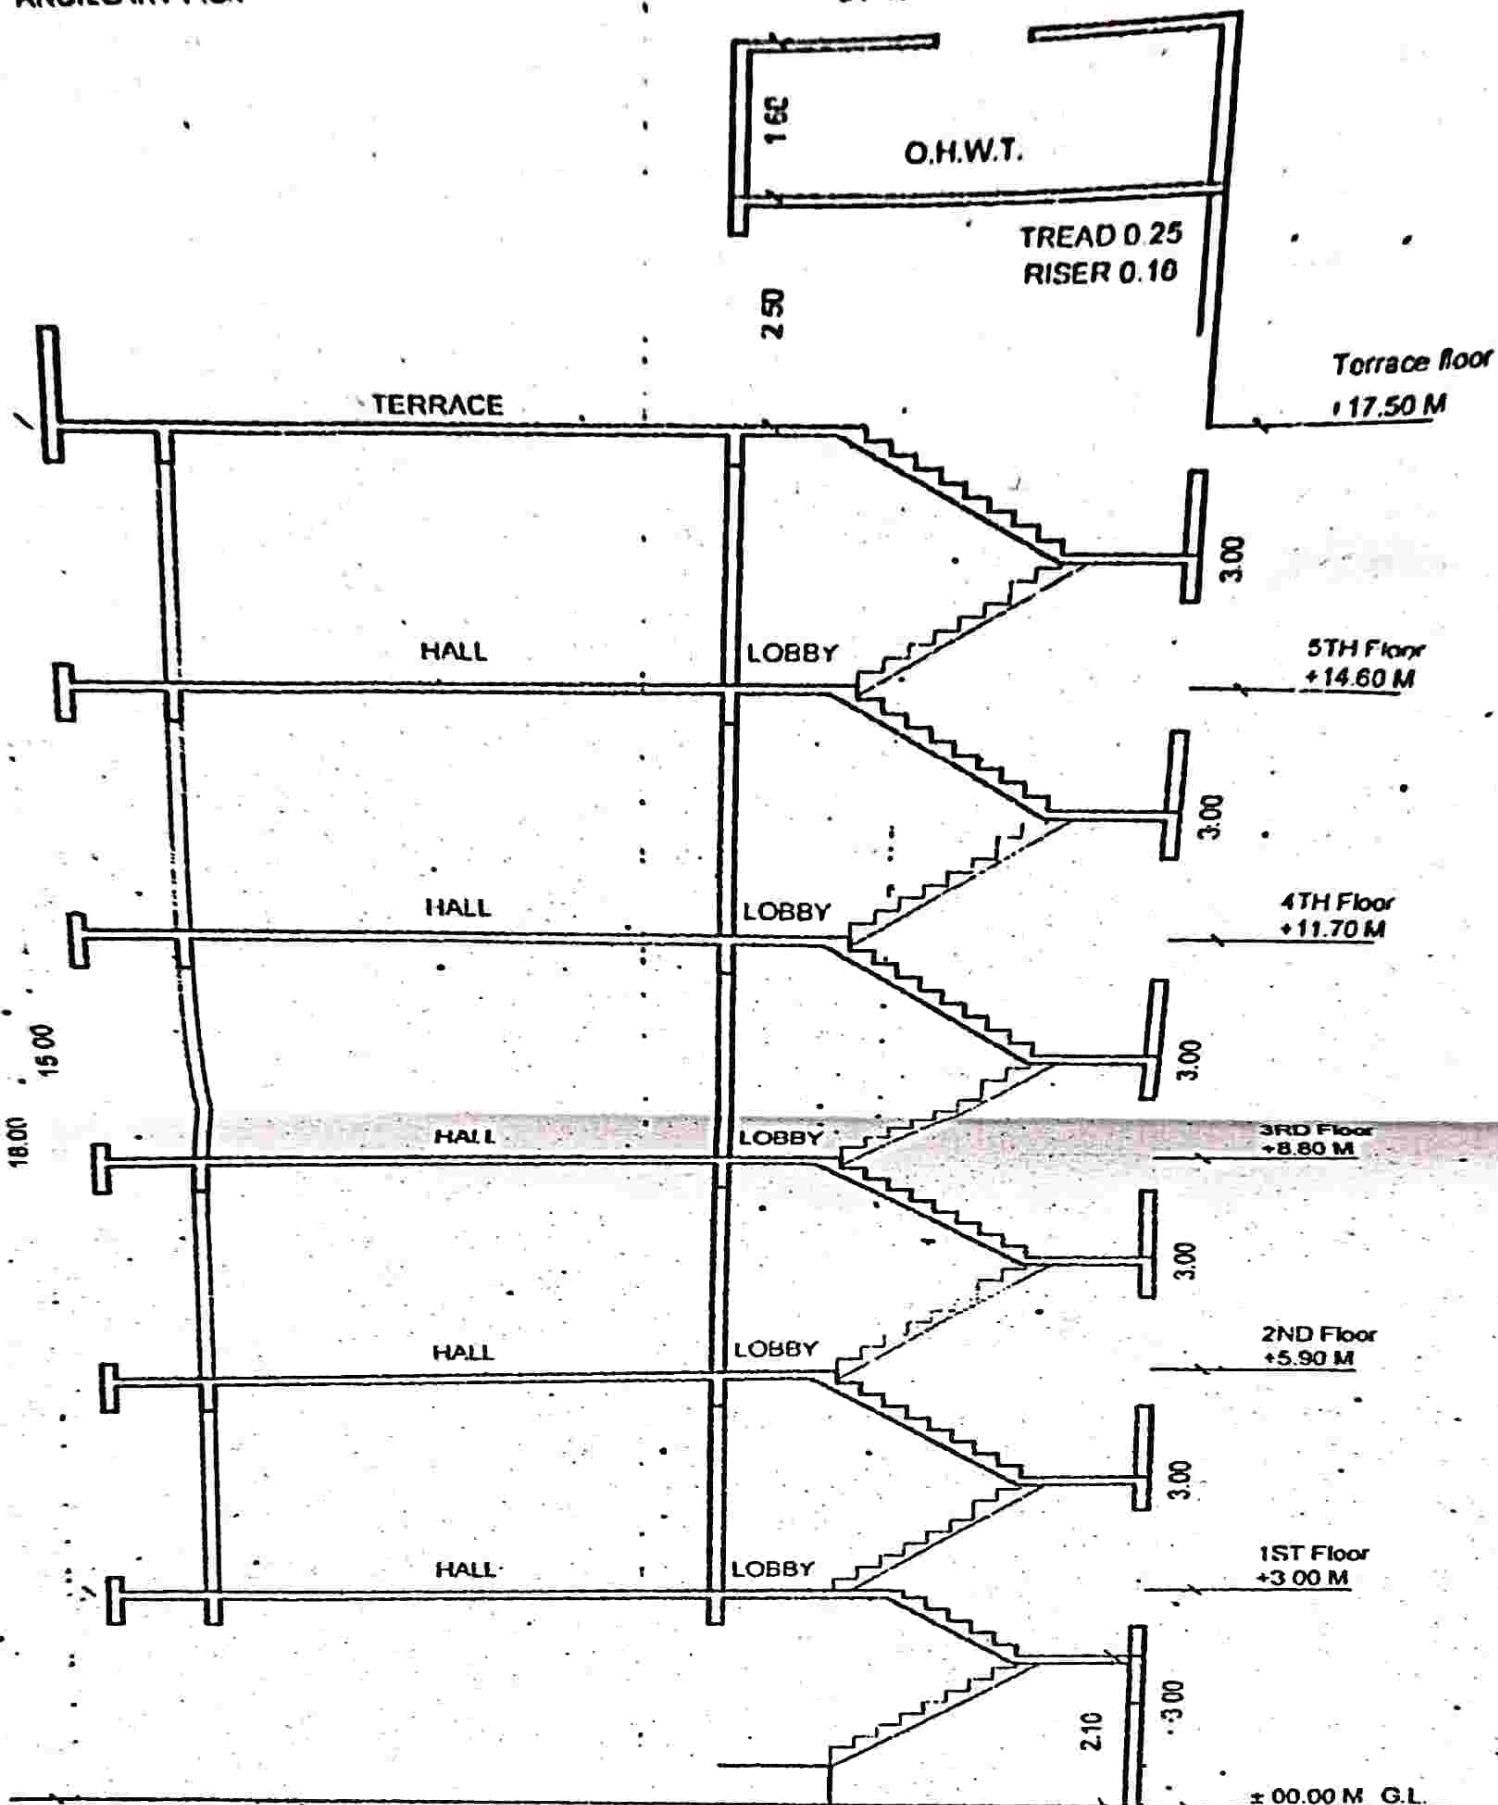 O.H.W.T.
1 60
TREAD 0.25
RISER 0.10
2 50
Terrace floor
+17.50 M
TERRACE
3.00
HALL
LOBBY
5TH Floor
+14.60 M
3.00
HALL
LOBBY
4TH Floor
+11.70 M
15 00
3.00
18.00
HALL
LOBBY
3RD Floor
+8.80 M
3.00
HALL
LOBBY
2ND Floor
+5.90 M
3.00
HALL
LOBBY
1ST Floor
+3 00 M
2.10
3 00
± 00.00 M G.L.